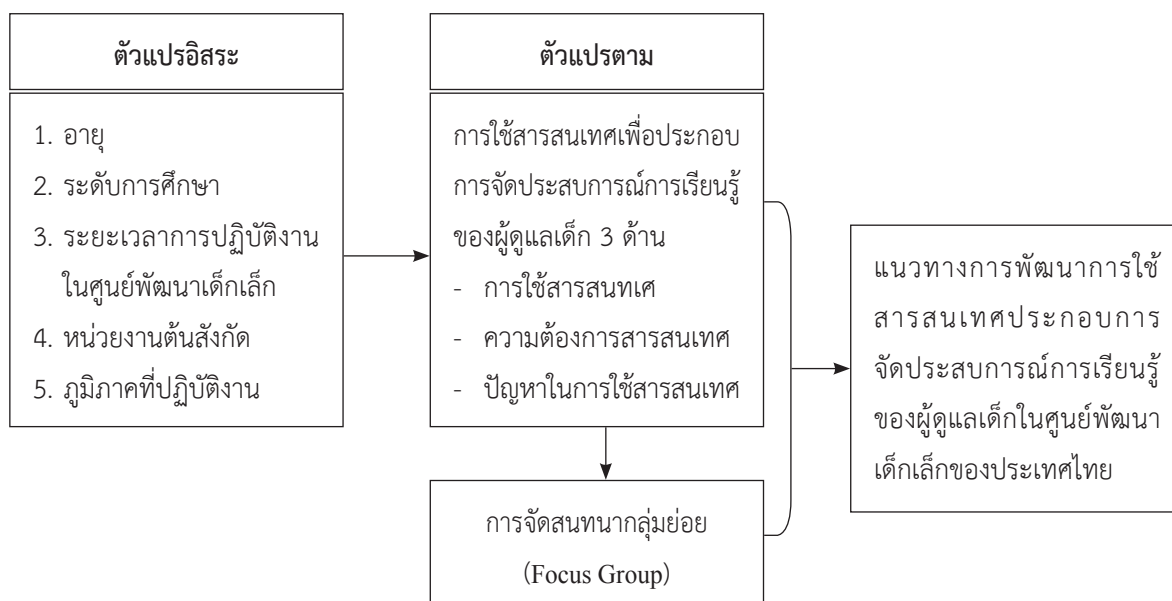 ตัวแปรอิสระ
1. อายุ
2. ระดับการศึกษา
3. ระยะเวลาการปฏิบัติงาน
ในศูนย์พัฒนาเด็กเล็ก
4. หน่วยงานต้นสังกัด
5. ภูมิภาคที่ปฏิบัติงาน
ตัวแปรตาม
การใช้สารสนเทศเพื่อประกอบ
การจัดประสบการณ์การเรียนรู้
ของผู้ดูแลเด็ก 3 ด้าน
- การใช้สารสนทเศ
- ความต้องการสารสนเทศ
- ปัญหาในการใช้สารสนเทศ
การจัดสนทนากลุ่มย่อย
(Focus Group)
แนวทางการพัฒนาการใช้
สารสนเทศประกอบการ
จัดประสบการณ์การเรียนรู้
ของผู้ดูแลเด็กในศูนย์พัฒนา
เด็กเล็กของประเทศไทย